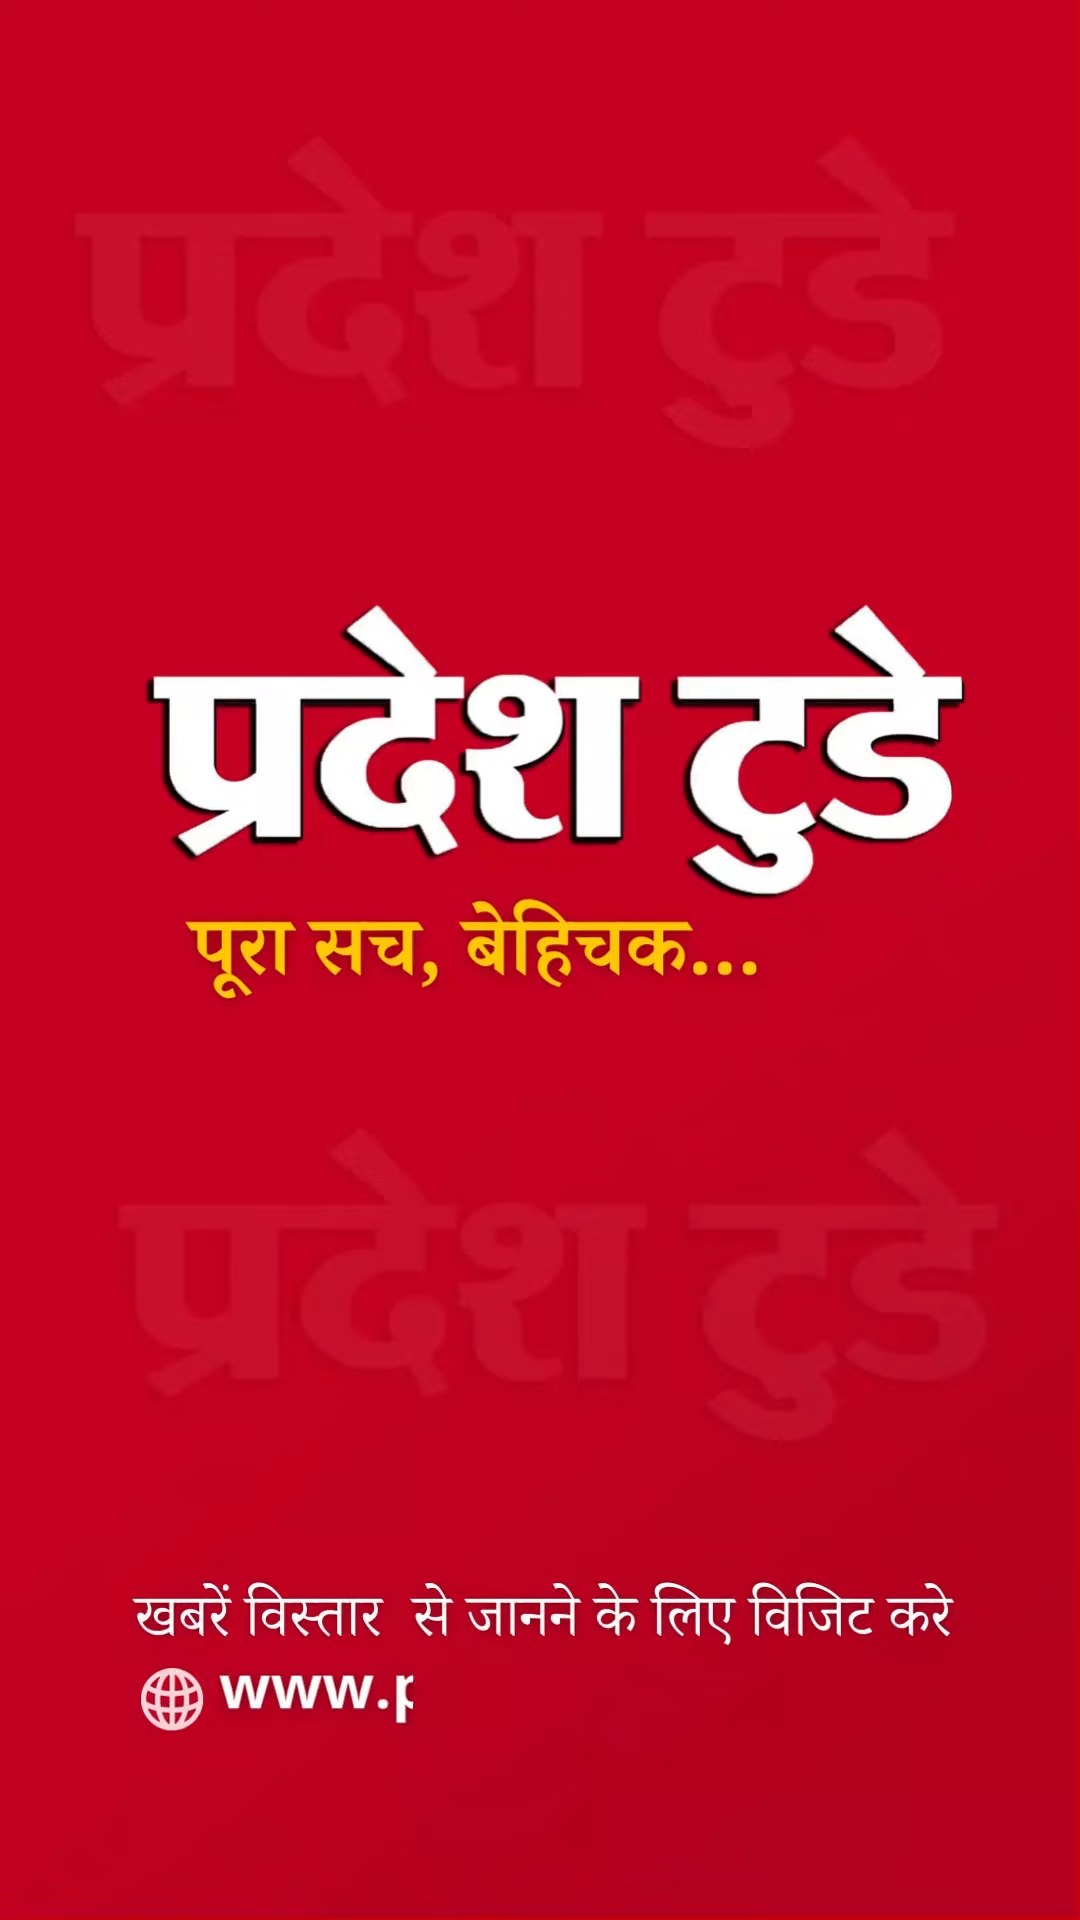 प्रदेश टुडे
प्रदेश टुडे
पूरा सच, बेहिचक...
प्रदेश टुडे
खबरें विस्तार से जानने के लिए विजिट करे
www.p